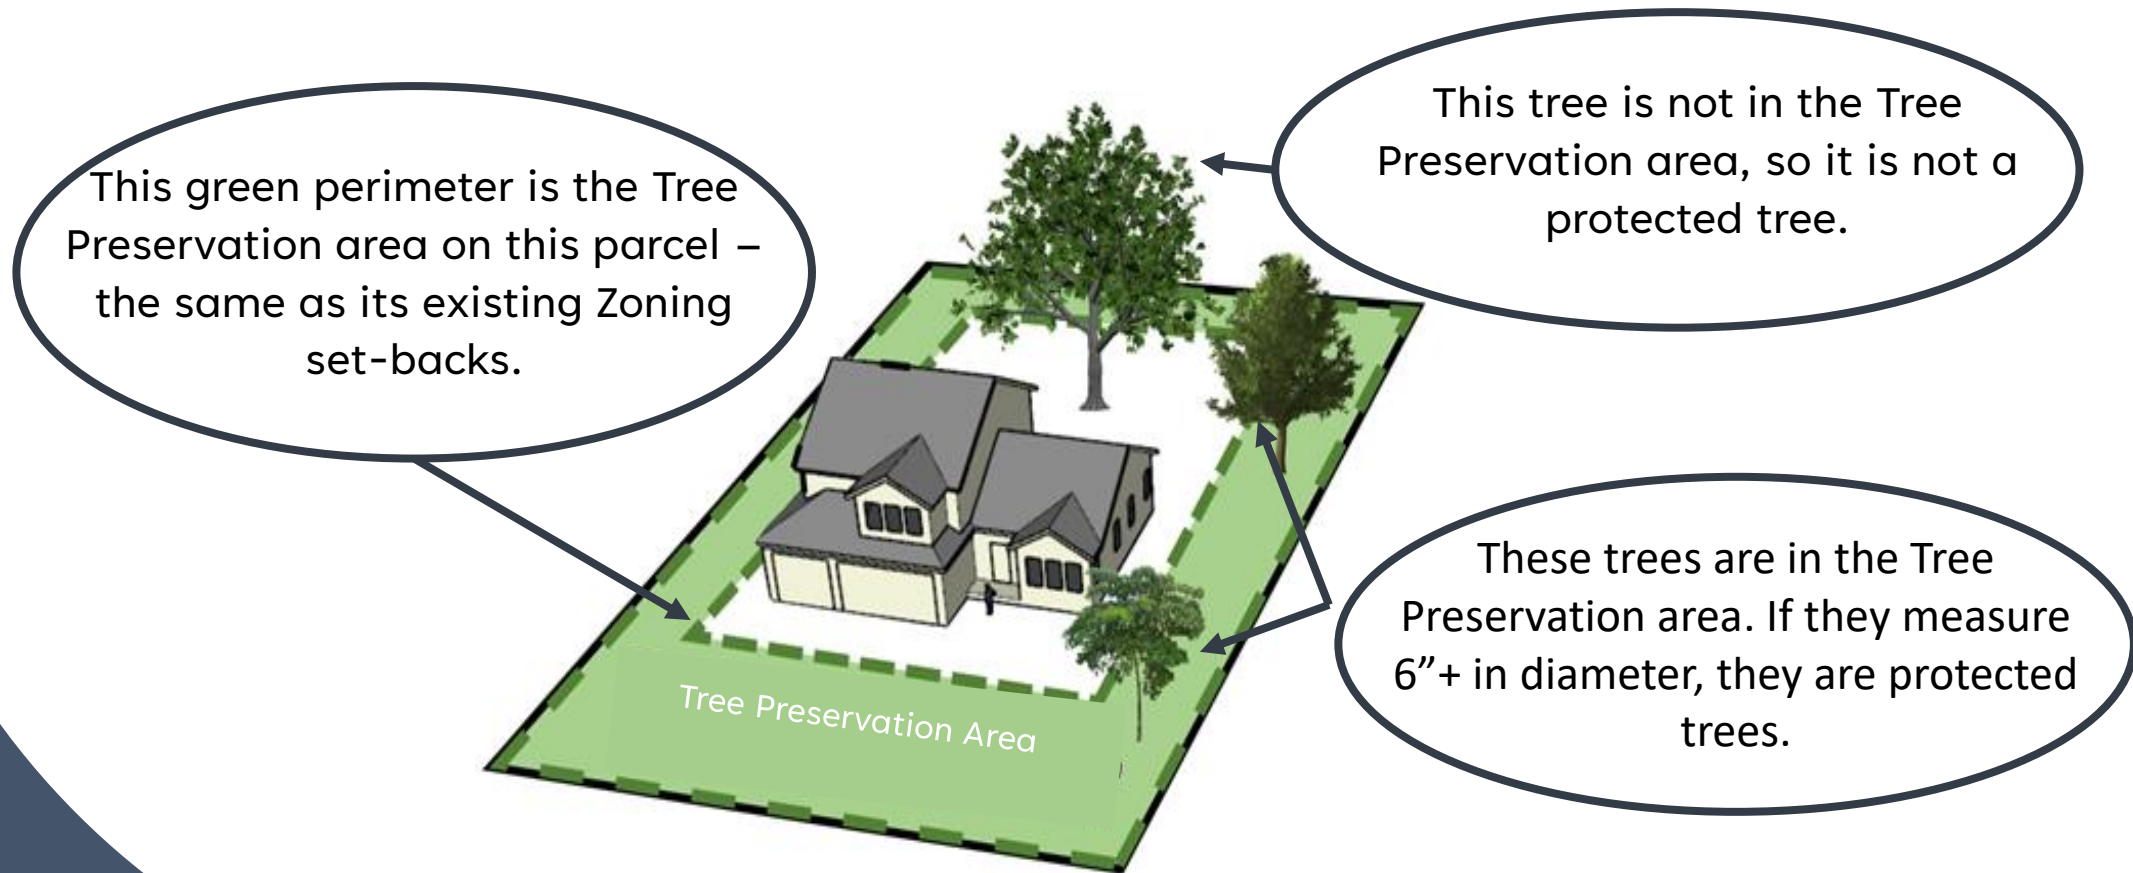 This green perimeter is the Tree
Preservation area on this parcel –
the same as its existing Zoning
set-backs.
This tree is not in the Tree
Preservation area, so it is not a
protected tree.
These trees are in the Tree
Preservation area. If they measure
6”+ in diameter, they are protected
trees.
Tree Preservation Area